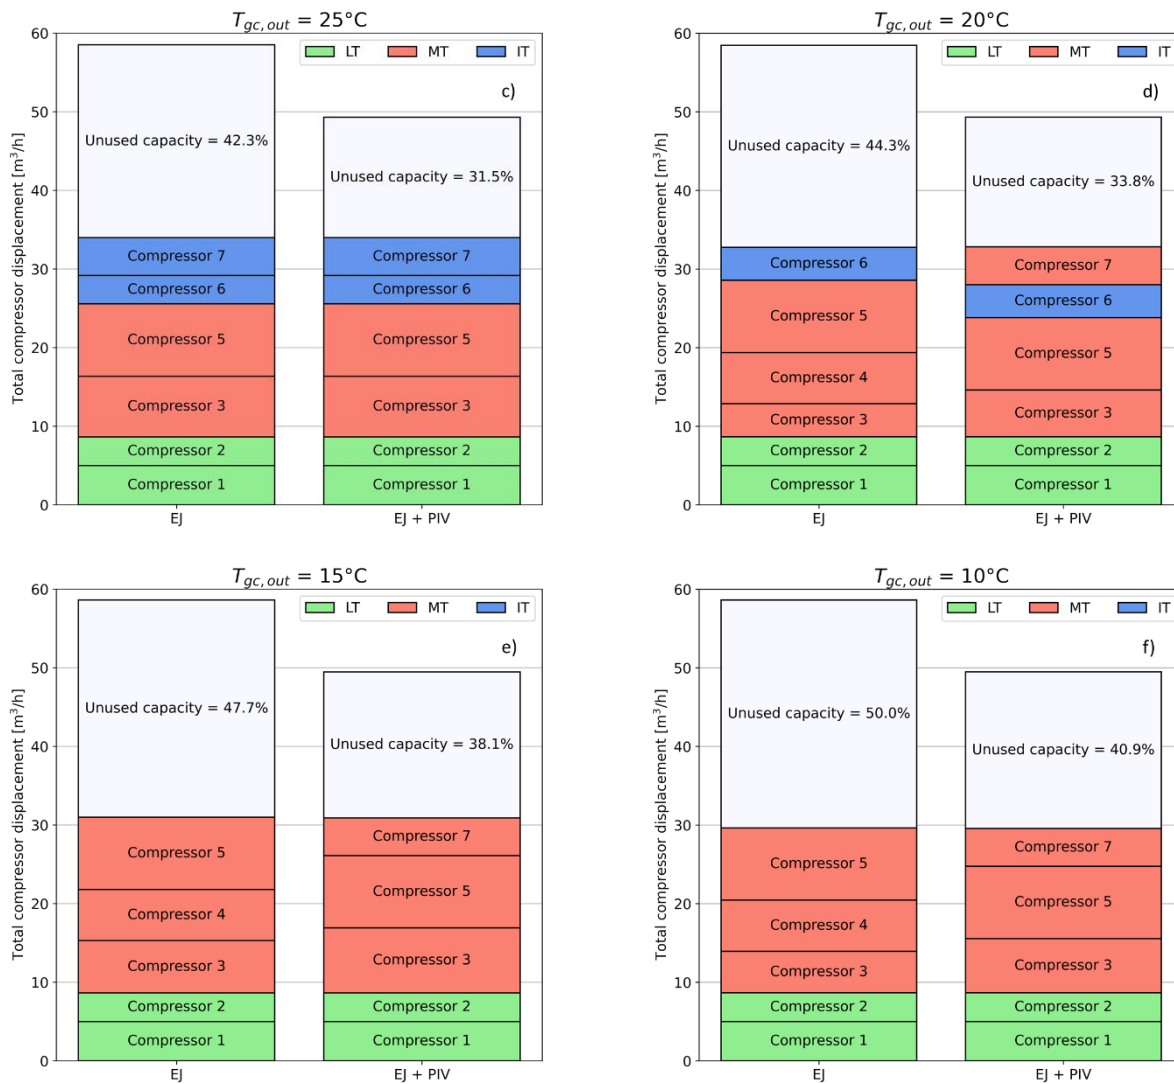 T_gc,out = 25°C
Total compressor displacement [m³/h]
60
50
40
30
20
10
0
LT MT IT
c)
Unused capacity = 42.3%
Compressor 7
Compressor 6
Compressor 5
Compressor 3
Compressor 2
Compressor 1
EJ
Unused capacity = 31.5%
Compressor 7
Compressor 6
Compressor 5
Compressor 3
Compressor 2
Compressor 1
EJ + PIV
T_gc,out = 20°C
Total compressor displacement [m³/h]
60
50
40
30
20
10
0
LT MT IT
d)
Unused capacity = 44.3%
Compressor 6
Compressor 5
Compressor 4
Compressor 3
Compressor 2
Compressor 1
EJ
Unused capacity = 33.8%
Compressor 7
Compressor 6
Compressor 5
Compressor 3
Compressor 2
Compressor 1
EJ + PIV
T_gc,out = 15°C
Total compressor displacement [m³/h]
60
50
40
30
20
10
0
LT MT IT
e)
Unused capacity = 47.7%
Compressor 5
Compressor 4
Compressor 3
Compressor 2
Compressor 1
EJ
Unused capacity = 38.1%
Compressor 7
Compressor 5
Compressor 3
Compressor 2
Compressor 1
EJ + PIV
T_gc,out = 10°C
Total compressor displacement [m³/h]
60
50
40
30
20
10
0
LT MT IT
f)
Unused capacity = 50.0%
Compressor 5
Compressor 4
Compressor 3
Compressor 2
Compressor 1
EJ
Unused capacity = 40.9%
Compressor 7
Compressor 5
Compressor 3
Compressor 2
Compressor 1
EJ + PIV